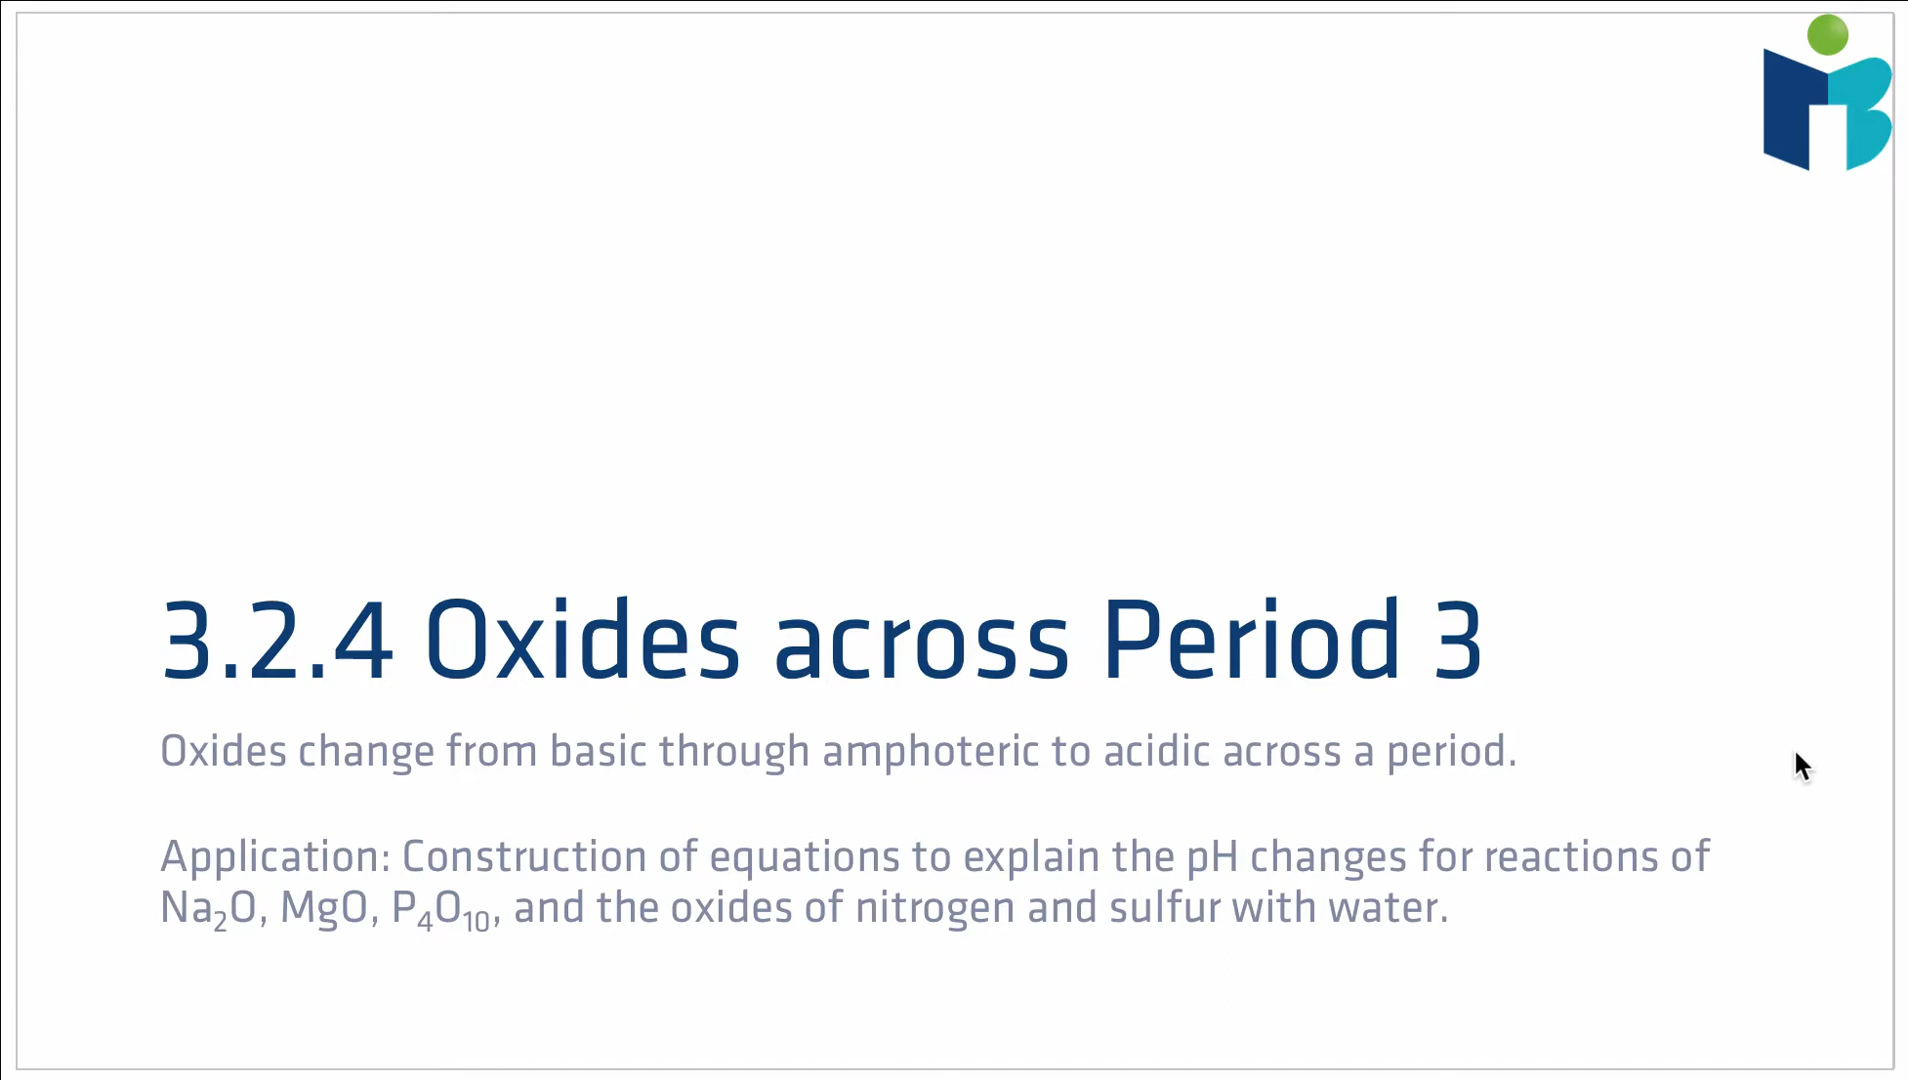 3.2.4 Oxides across Period 3
Oxides change from basic through amphoteric to acidic across a period.
Application: Construction of equations to explain the pH changes for reactions of
Na₂O, MgO, P₄O₁₀, and the oxides of nitrogen and sulfur with water.